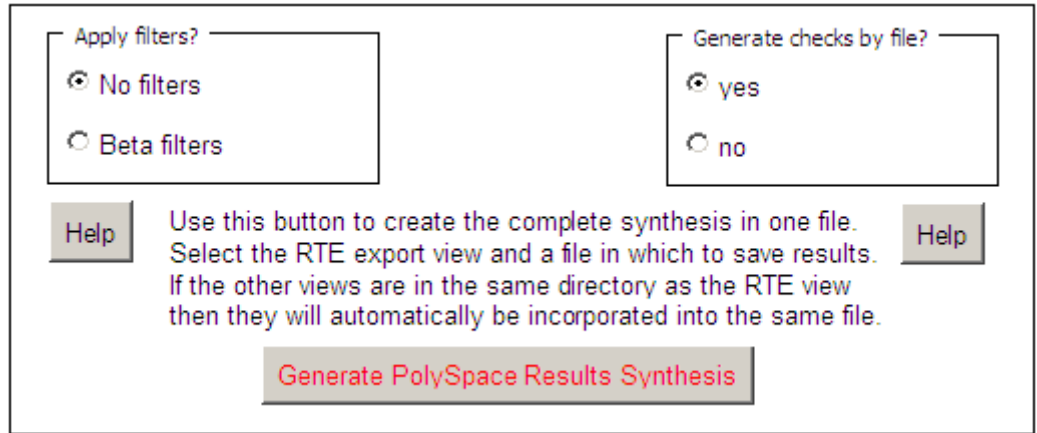 Apply filters?
No filters
Beta filters
Generate checks by file?
yes
no
Help
Use this button to create the complete synthesis in one file.
Select the RTE export view and a file in which to save results.
If the other views are in the same directory as the RTE view
then they will automatically be incorporated into the same file.
Help
Generate PolySpace Results Synthesis